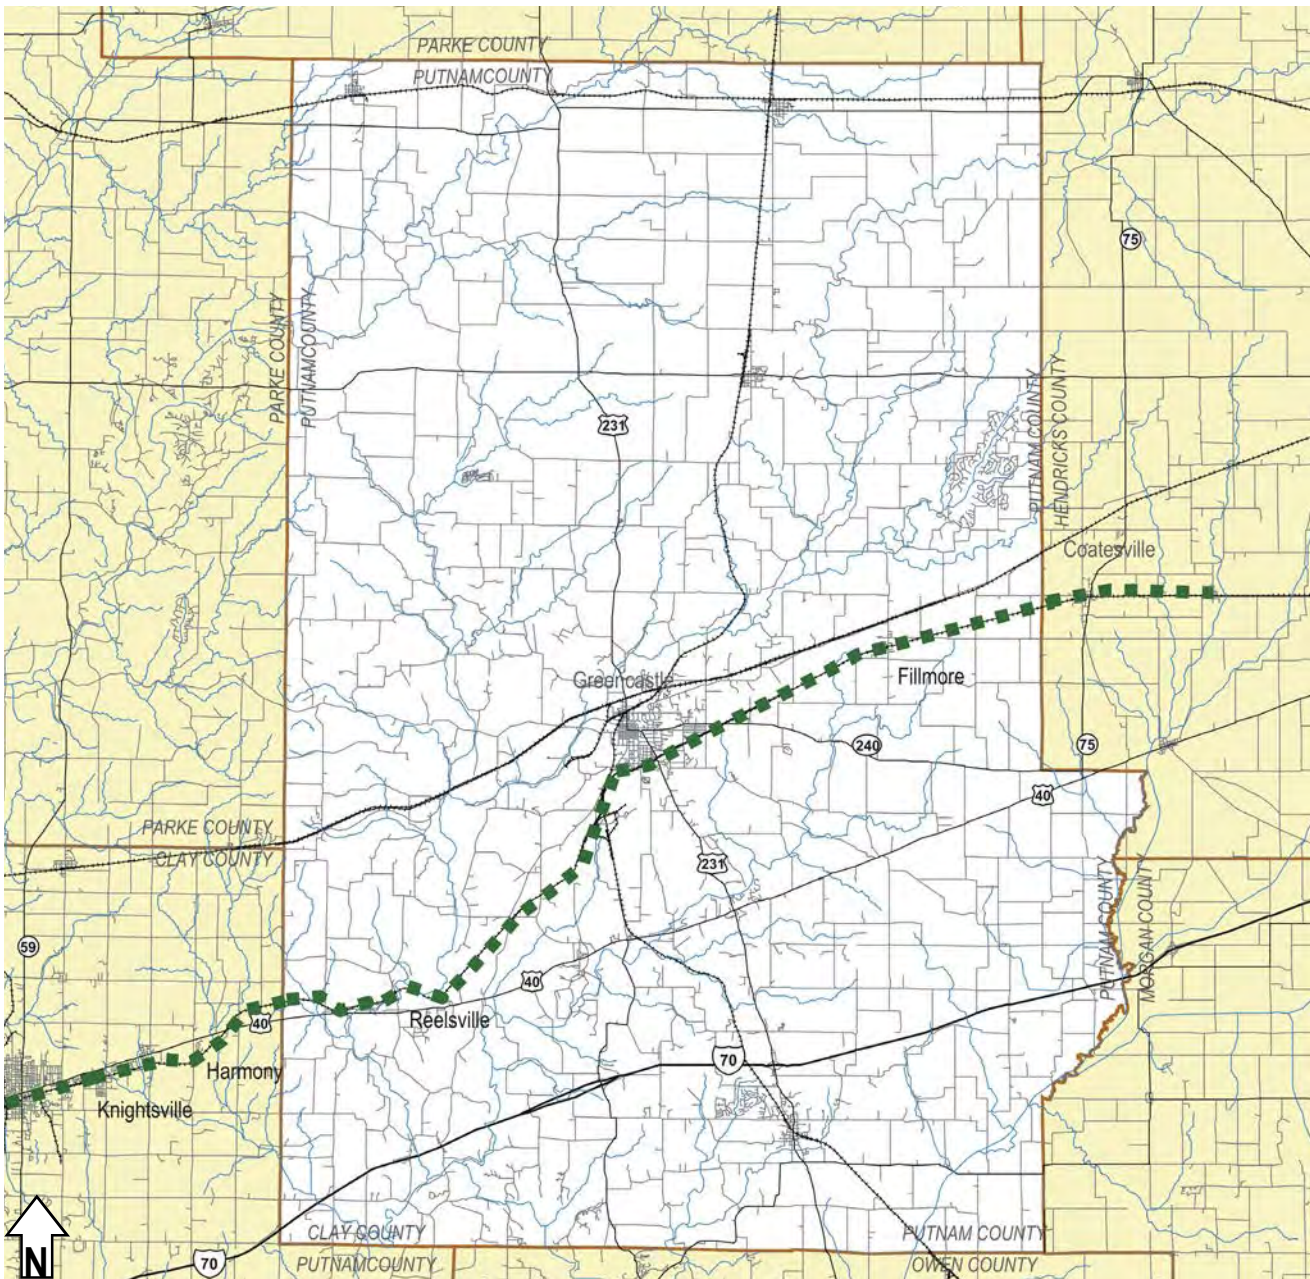 PARKE COUNTY
PUTNAMCOUNTY
75
PARKE COUNTY
PUTNAMCOUNTY
231
PUTNAM COUNTY
HENDRICKS COUNTY
Coatesville
Greencastle
Fillmore
240
75
40
PARKE COUNTY
CLAY COUNTY
231
PUTNAM COUNTY
MORGAN COUNTY
59
40
40
Reelsville
70
Harmony
Knightsville
N
CLAY COUNTY
PUTNAMCOUNTY
PUTNAM COUNTY
OWEN COUNTY
70